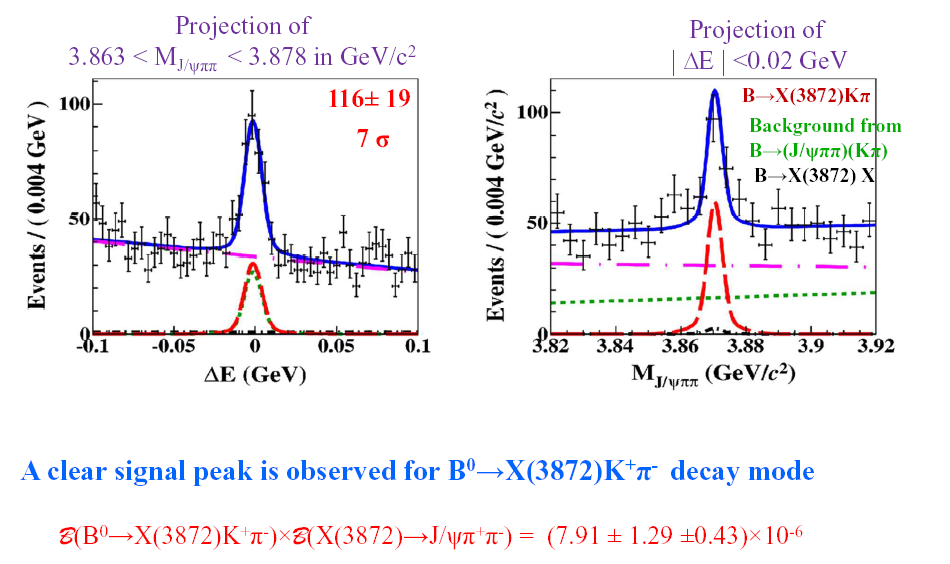 Projection of
3.863 < M_J/ψππ < 3.878 in GeV/c²
Events / ( 0.004 GeV )
100
50
0
116± 19
7 σ
-0.1
-0.05
0
0.05
0.1
ΔE (GeV)
Projection of
| ΔE | <0.02 GeV
Events / ( 0.004 GeV/c² )
100
50
0
B→X(3872)Kπ
Background from
B→(J/ψππ)(Kπ)
B→X(3872) X
3.82
3.84
3.86
3.88
3.9
3.92
M_J/ψππ (GeV/c²)
A clear signal peak is observed for B⁰→X(3872)K⁺π⁻ decay mode
ℬ(B⁰→X(3872)K⁺π⁻)×ℬ(X(3872)→J/ψπ⁺π⁻) = (7.91 ± 1.29 ±0.43)×10⁻⁶